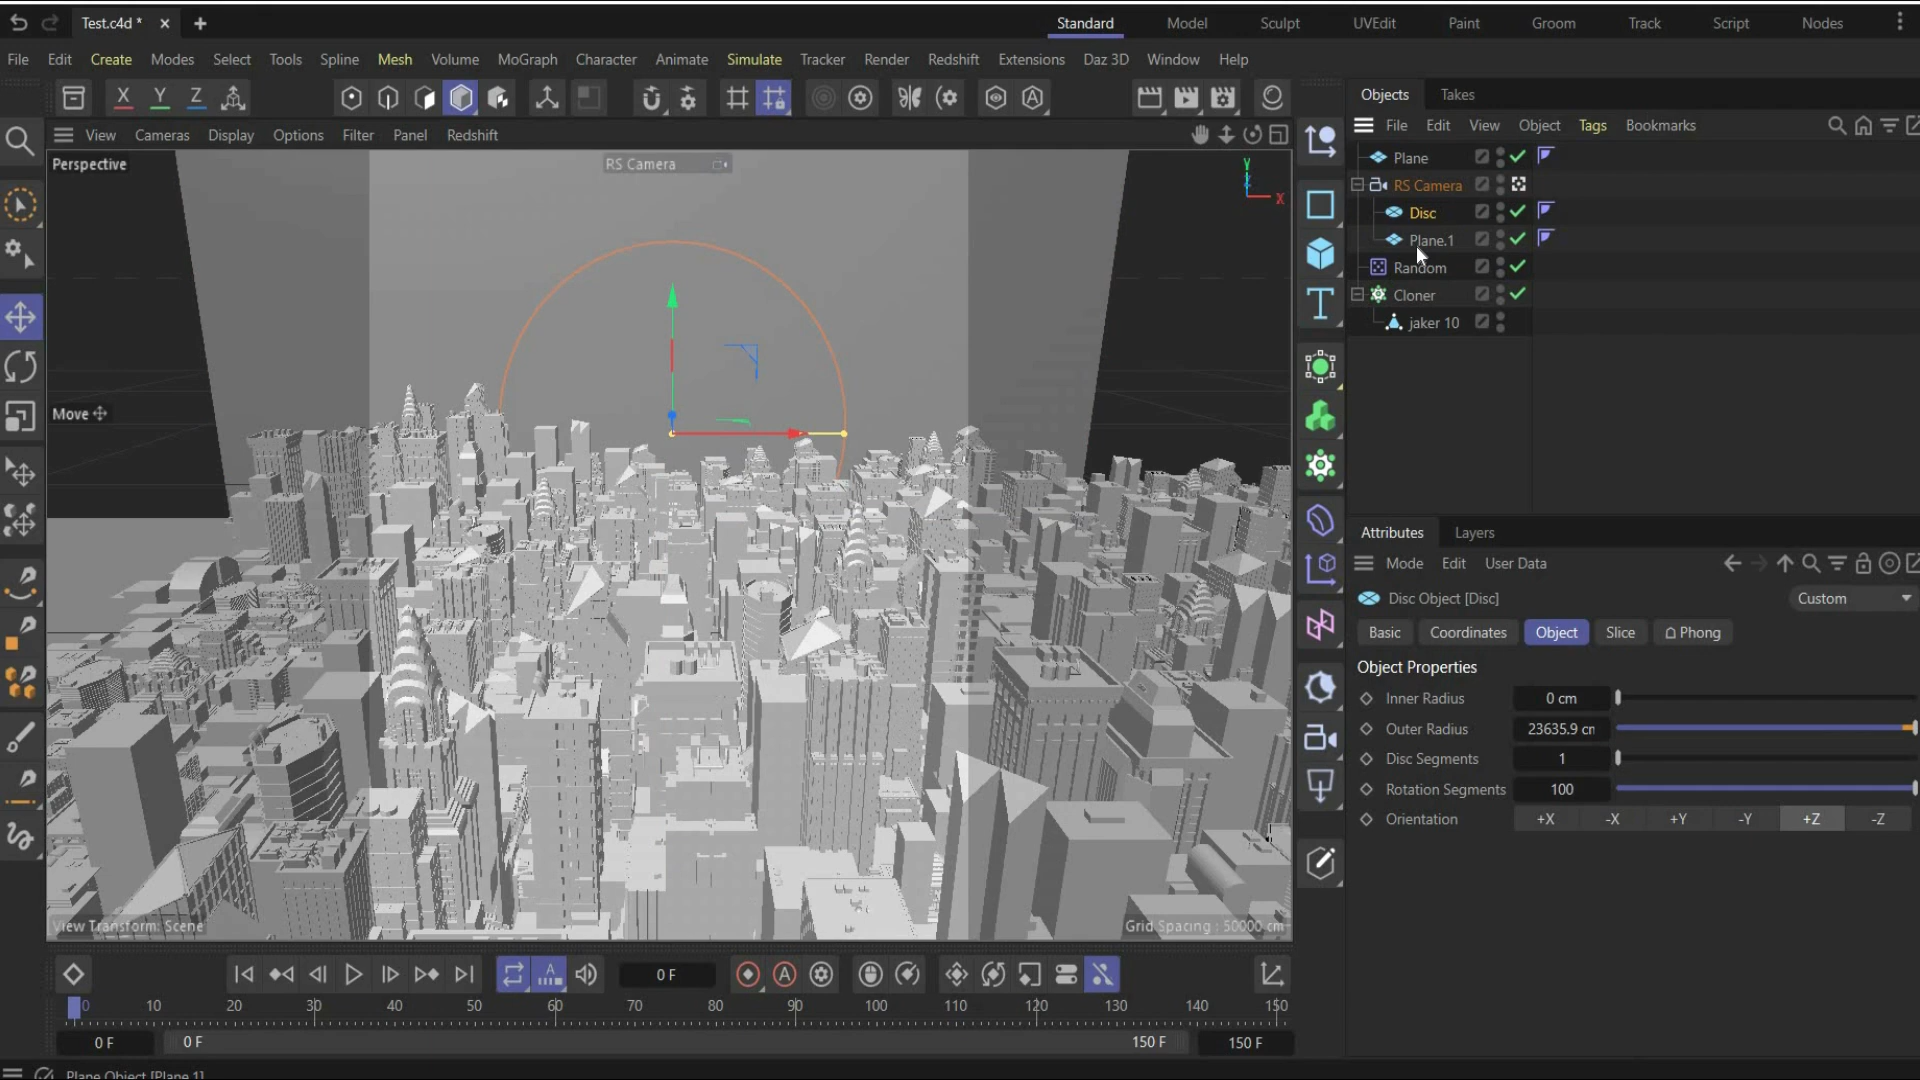 Test.c4d * × +
Standard Model Sculpt UVEdit Paint Groom Track Script Nodes
File Edit Create Modes Select Tools Spline Mesh Volume MoGraph Character Animate Simulate Tracker Render Redshift Extensions Daz 3D Window Help
X Y Z
Objects Takes
View Cameras Display Options Filter Panel Redshift
File Edit View Object Tags Bookmarks
Perspective
RS Camera
Y
Z
X
Plane
RS Camera
Disc
Plane.1
Random
Cloner
jaker 10
Move
Attributes Layers
Mode Edit User Data
Disc Object [Disc]
Custom
Basic Coordinates Object Slice Phong
Object Properties
Inner Radius 0 cm
Outer Radius 23635.9 cm
Disc Segments 1
Rotation Segments 100
Orientation +X -X +Y -Y +Z -Z
View Transform: Scene
Grid Spacing : 50000 cm
0 F
0 10 20 30 40 50 60 70 80 90 100 110 120 130 140 150
0 F 0 F 150 F 150 F
Plane Object [Plane.1]